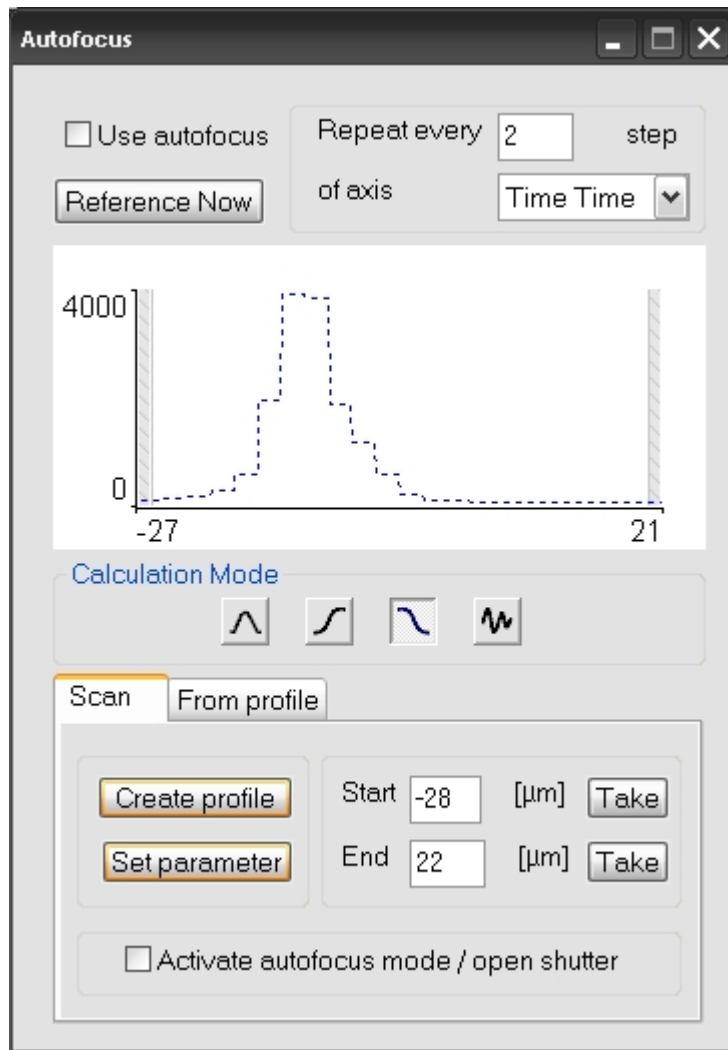 Autofocus
Use autofocus
Repeat every 2 step
Reference Now
of axis Time Time
4000
0
-27 21
Calculation Mode
Scan From profile
Create profile Start -28 [µm] Take
Set parameter End 22 [µm] Take
Activate autofocus mode / open shutter